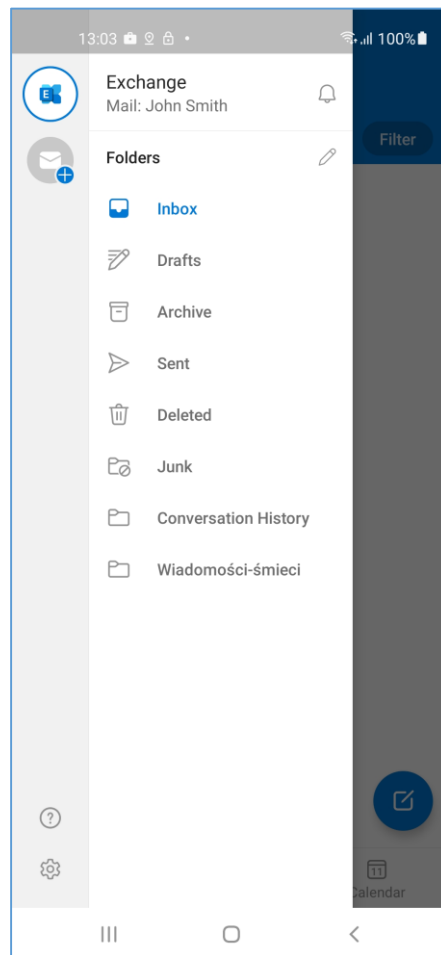 13:03 100%
Exchange
Mail: John Smith
Filter
Folders
Inbox
Drafts
Archive
Sent
Deleted
Junk
Conversation History
Wiadomości-śmieci
11
Calendar